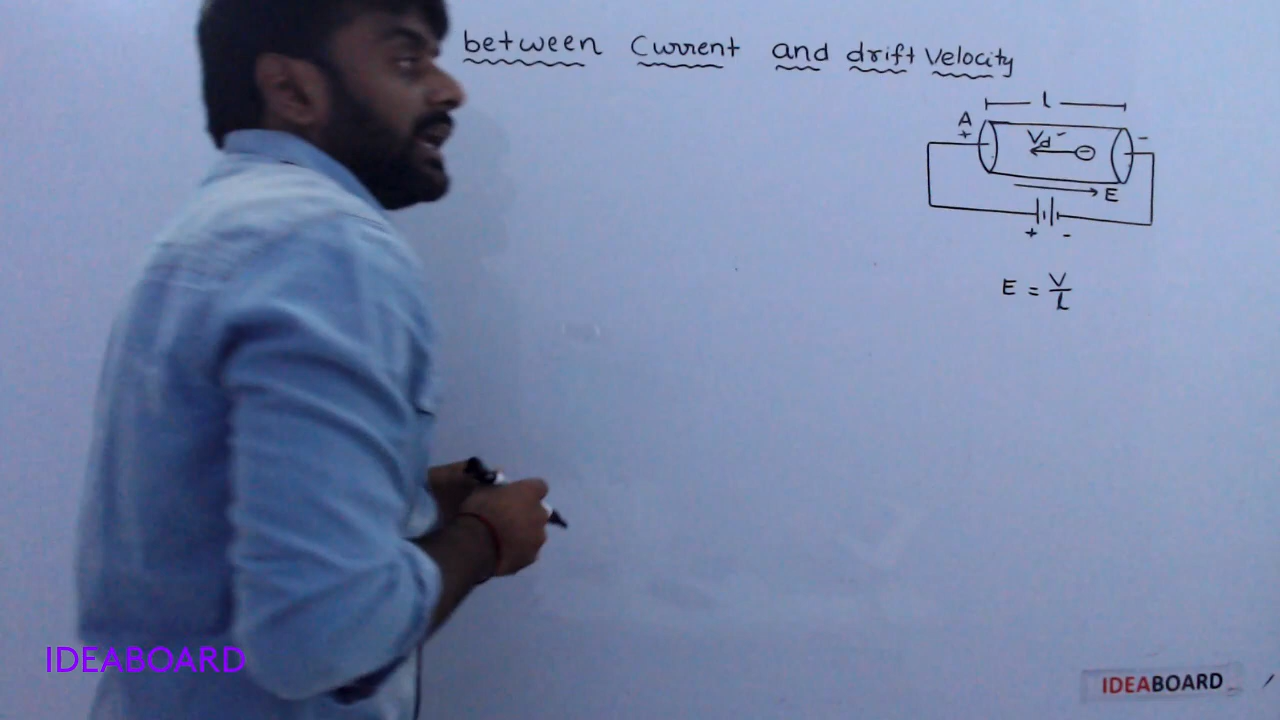 between Current and drift velocity
l
A
+
Vd
-
-
E
+ -
E = V/l
IDEABOARD
IDEABOARD